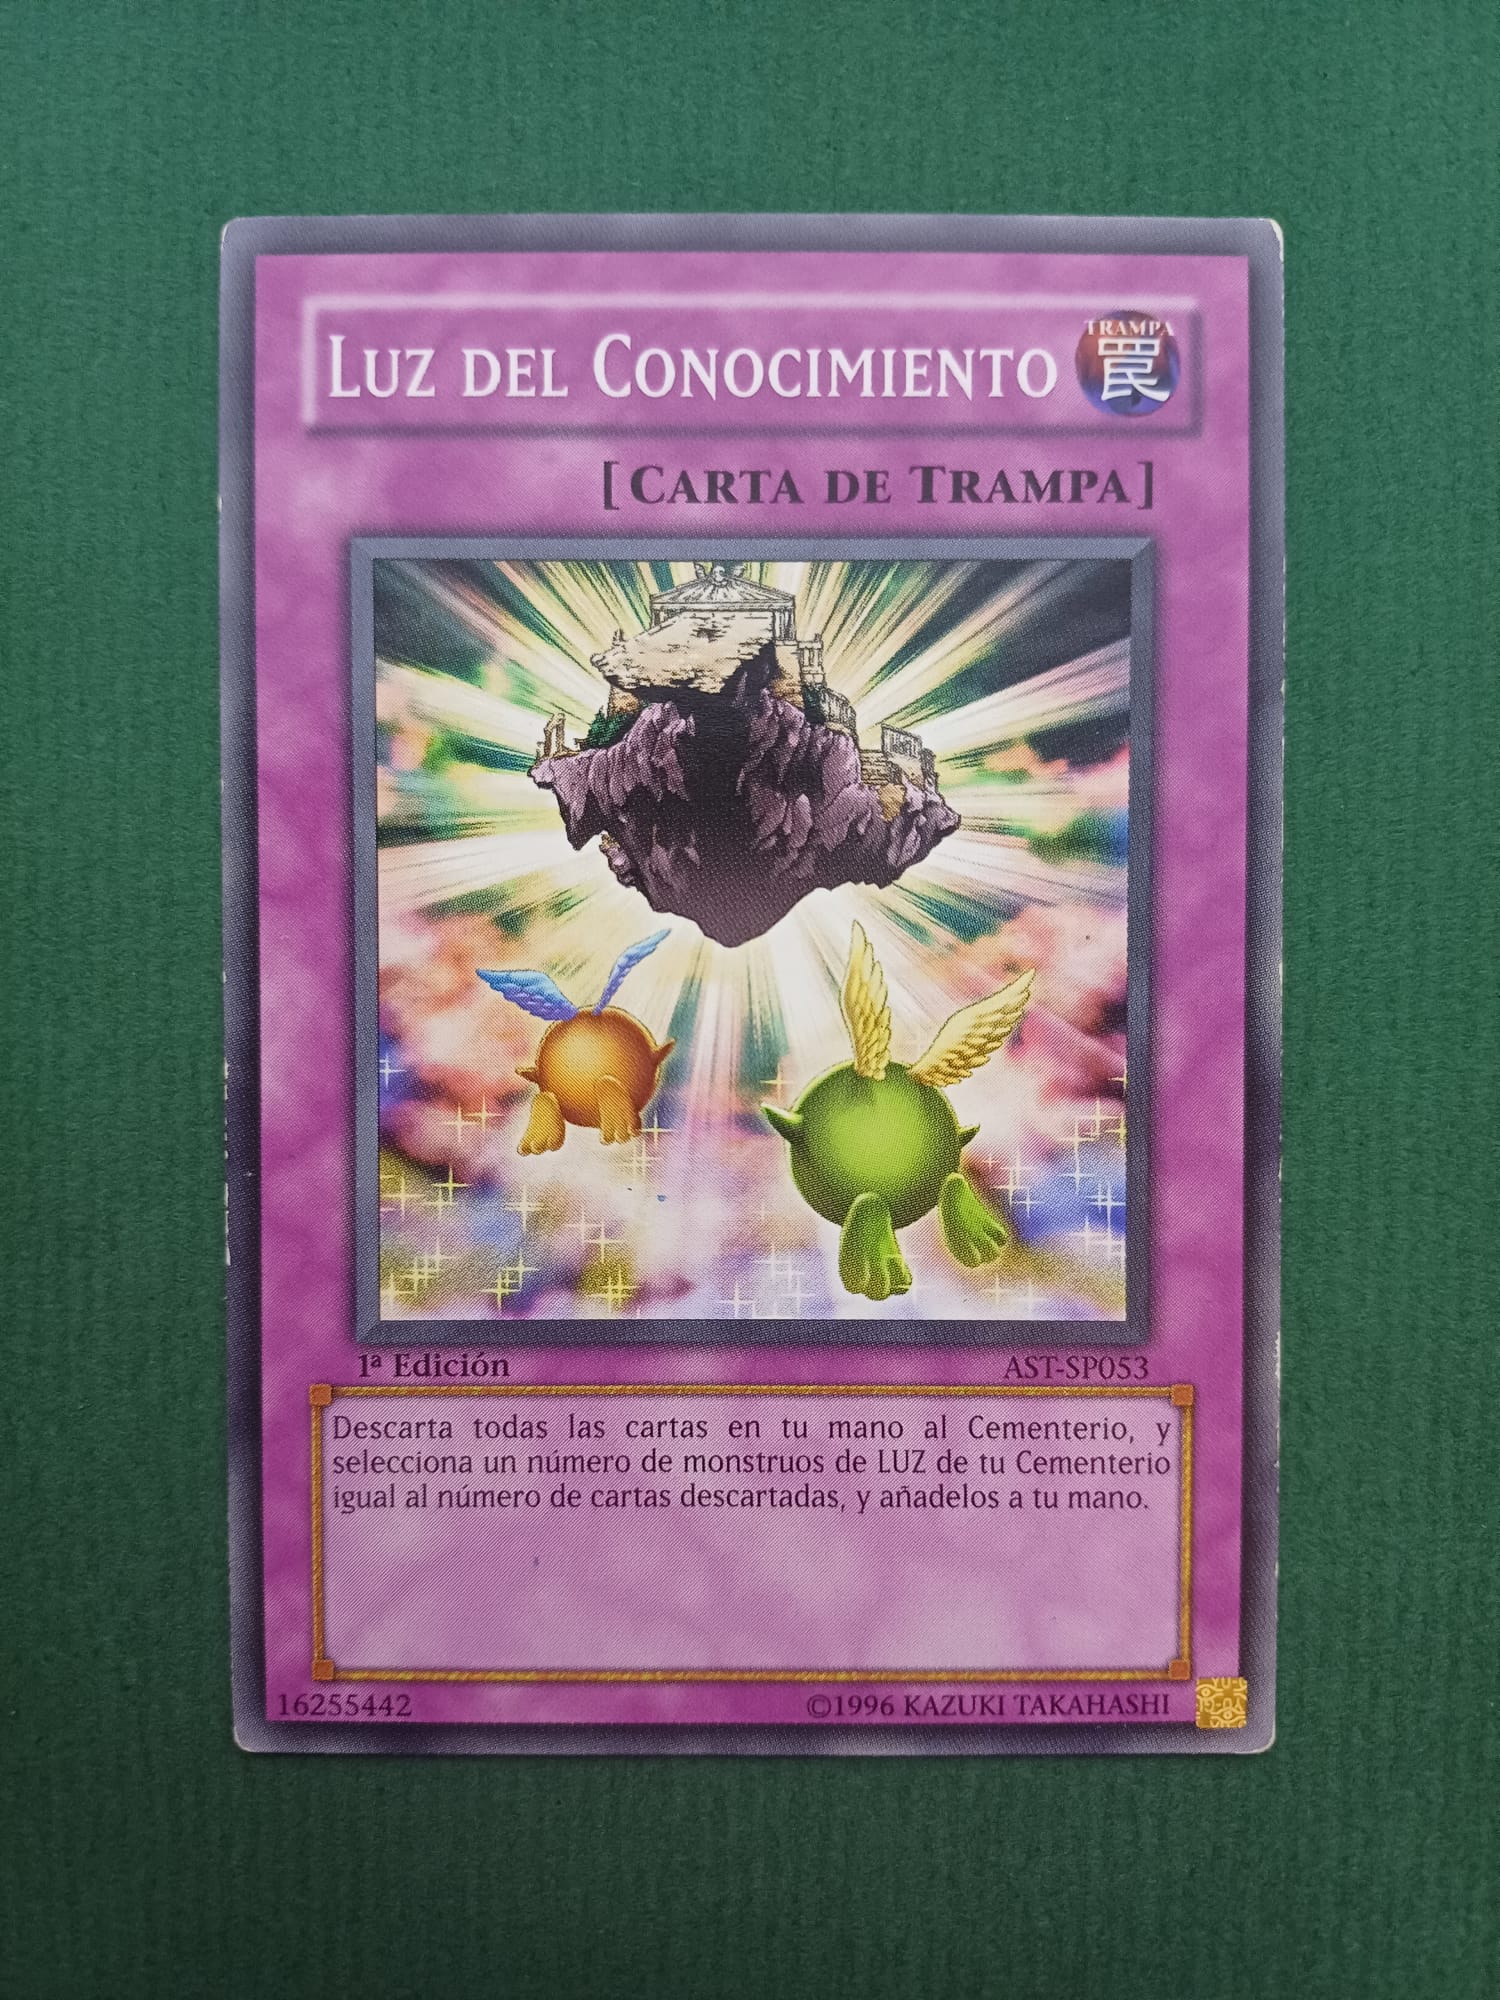 LUZ DEL CONOCIMIENTO
TRAMPA
罠
[CARTA DE TRAMPA]
1ª Edición
AST-SP053
Descarta todas las cartas en tu mano al Cementerio, y
selecciona un número de monstruos de LUZ de tu Cementerio
igual al número de cartas descartadas, y añadelos a tu mano.
16255442
©1996 KAZUKI TAKAHASHI